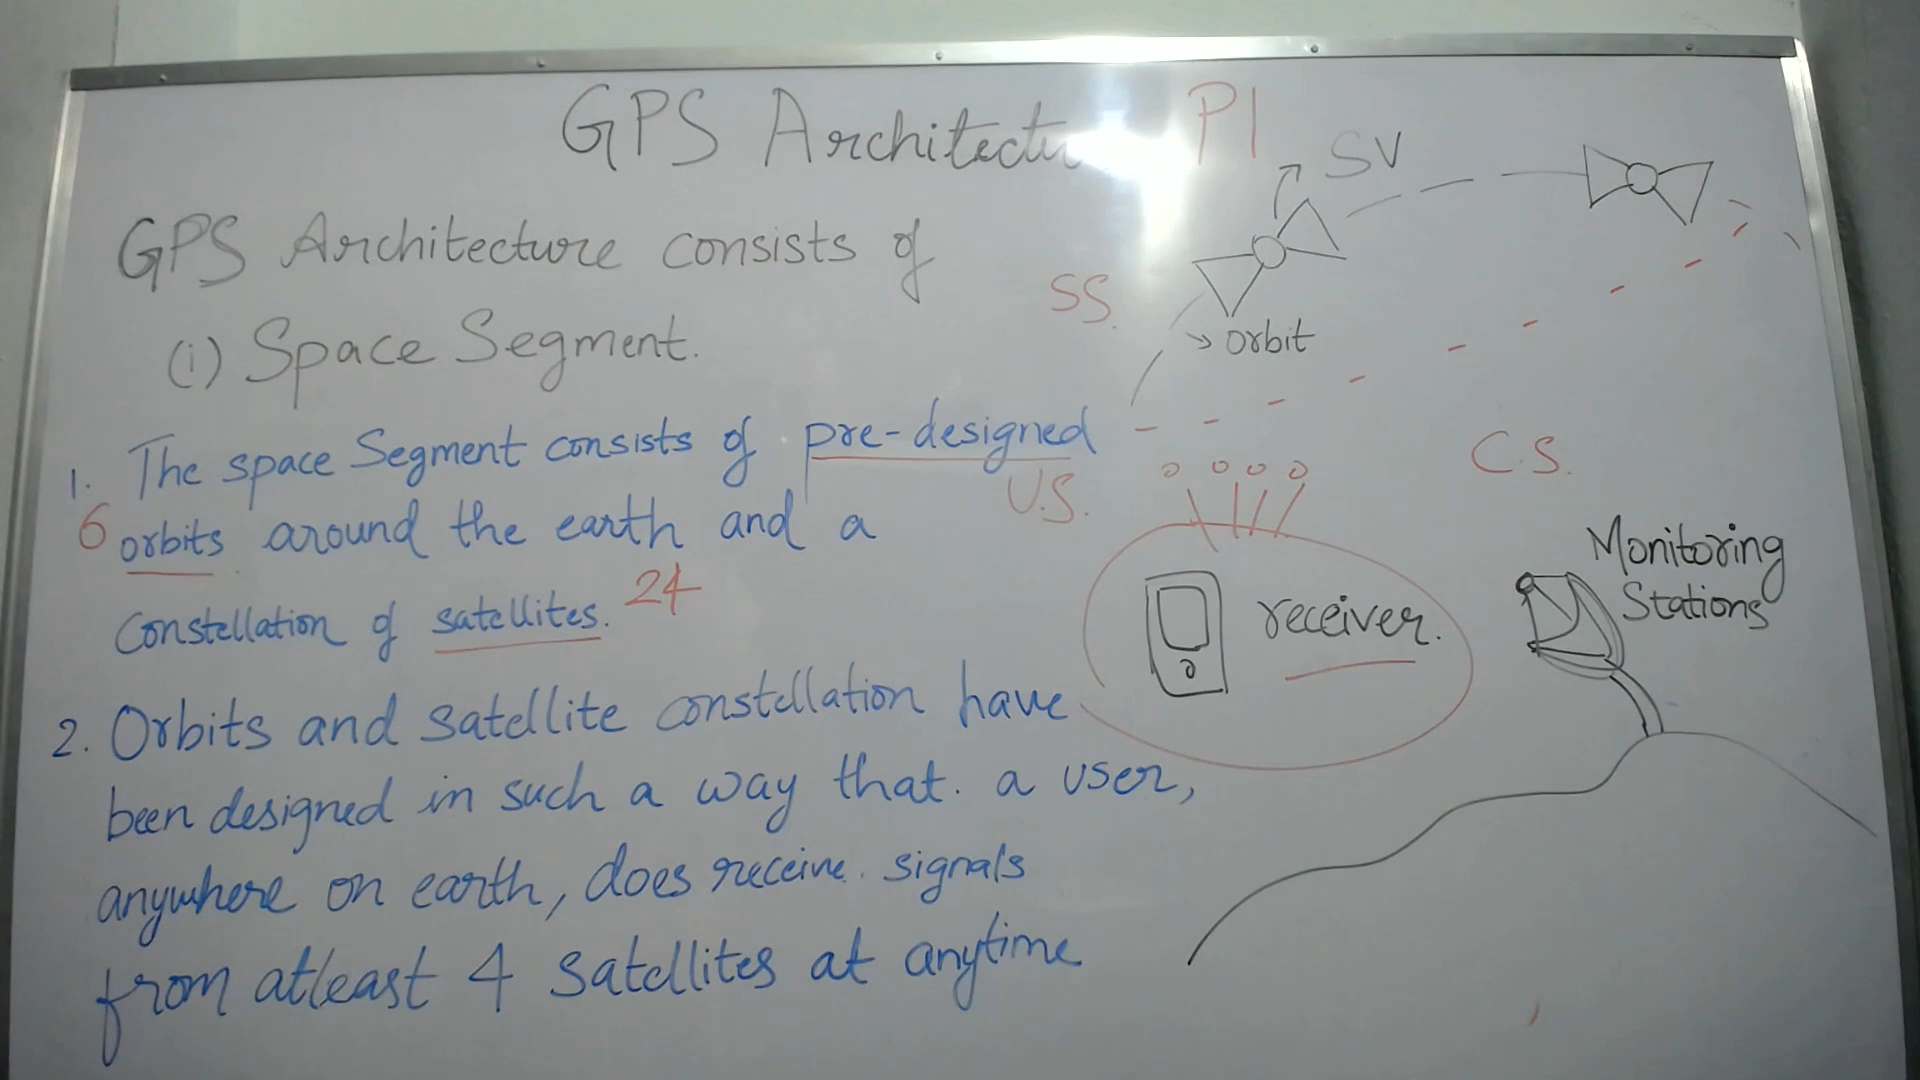 GPS Architectu P1
GPS Architecture consists of
(i) Space Segment.
1. The space Segment consists of pre-designed
6 orbits around the earth and a
Constellation of satellites. 24
2. Orbits and satellite constellation have
been designed in such a way that. a user,
anywhere on earth, does receive. signals
from atleast 4 satellites at anytime
SV
SS.
orbit
U.S.
C.S.
receiver.
Monitoring
Stations